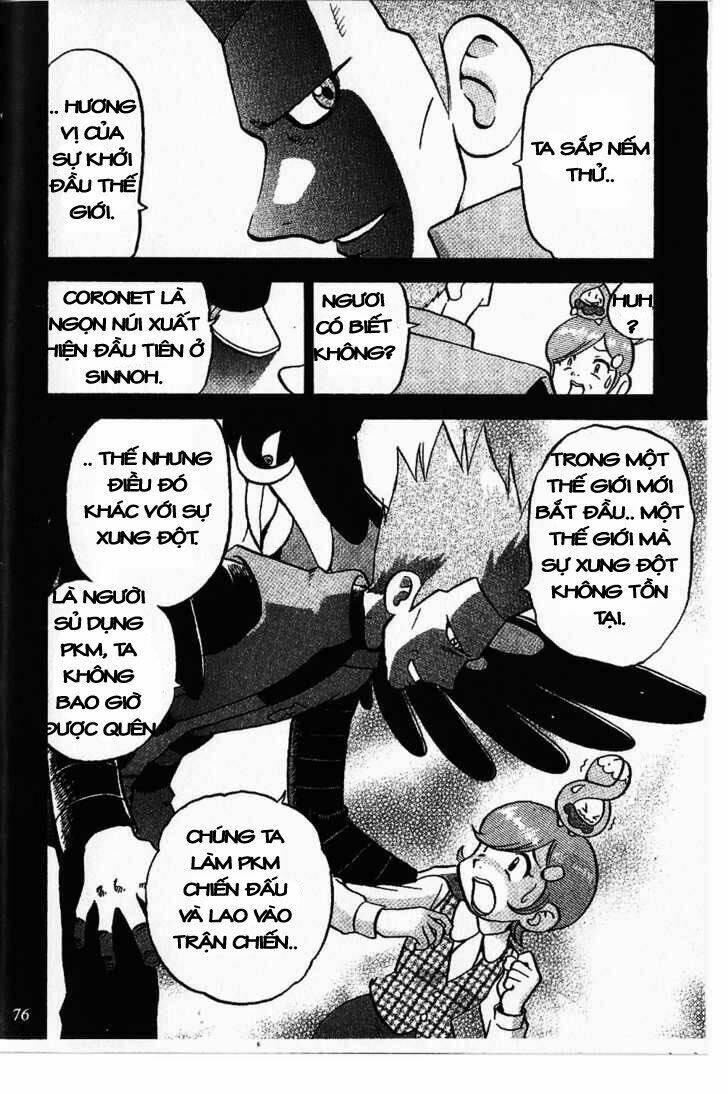 TA SẮP NẾM
THỬ..
.. HƯƠNG
VỊ CỦA
SỰ KHỞI
ĐẦU THẾ
GIỚI.
HUH,
?
NGƯƠI
CÓ BIẾT
KHÔNG?
CORONET LÀ
NGỌN NÚI XUẤT
HIỆN ĐẦU TIÊN Ở
SINNOH.
TRONG MỘT
THẾ GIỚI MỚI
BẮT ĐẦU.. MỘT
THẾ GIỚI MÀ
SỰ XUNG ĐỘT
KHÔNG TỒN
TẠI.
.. THẾ NHƯNG
ĐIỀU ĐÓ
KHÁC VỚI SỰ
XUNG ĐỘT.
LÀ NGƯỜI
SỦ DỤNG
PKM, TA
KHÔNG
BAO GIỜ
ĐƯỢC QUÊN
CHÚNG TA
LÀM PKM
CHIẾN ĐẤU
VÀ LAO VÀO
TRẬN CHIẾN..
76